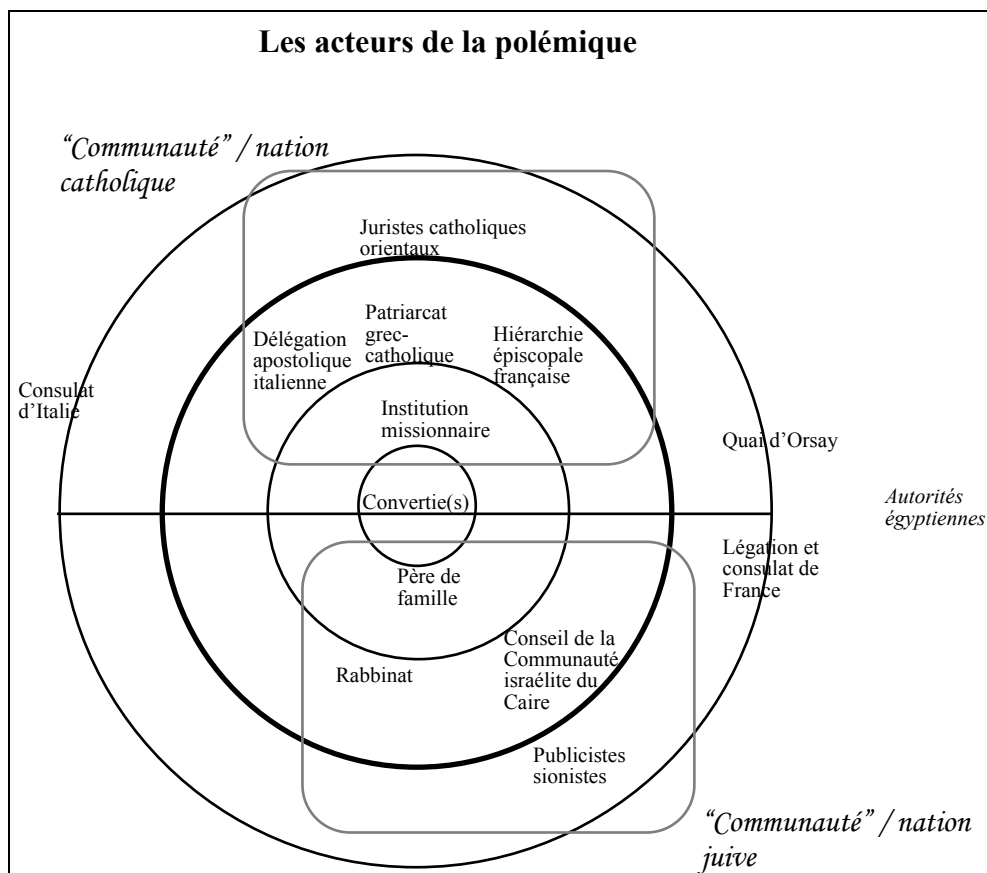 Les acteurs de la polémique
“Communauté” / nation
catholique
Juristes catholiques
orientaux
Patriarcat
grec-
catholique
Délégation
apostolique
italienne
Hiérarchie
épiscopale
française
Consulat
d’Italie
Institution
missionnaire
Quai d’Orsay
Convertie(s)
Autorités
égyptiennes
Légation et
consulat de
France
Père de
famille
Rabbinat
Conseil de la
Communauté
israélite du
Caire
Publicistes
sionistes
“Communauté” / nation
juive